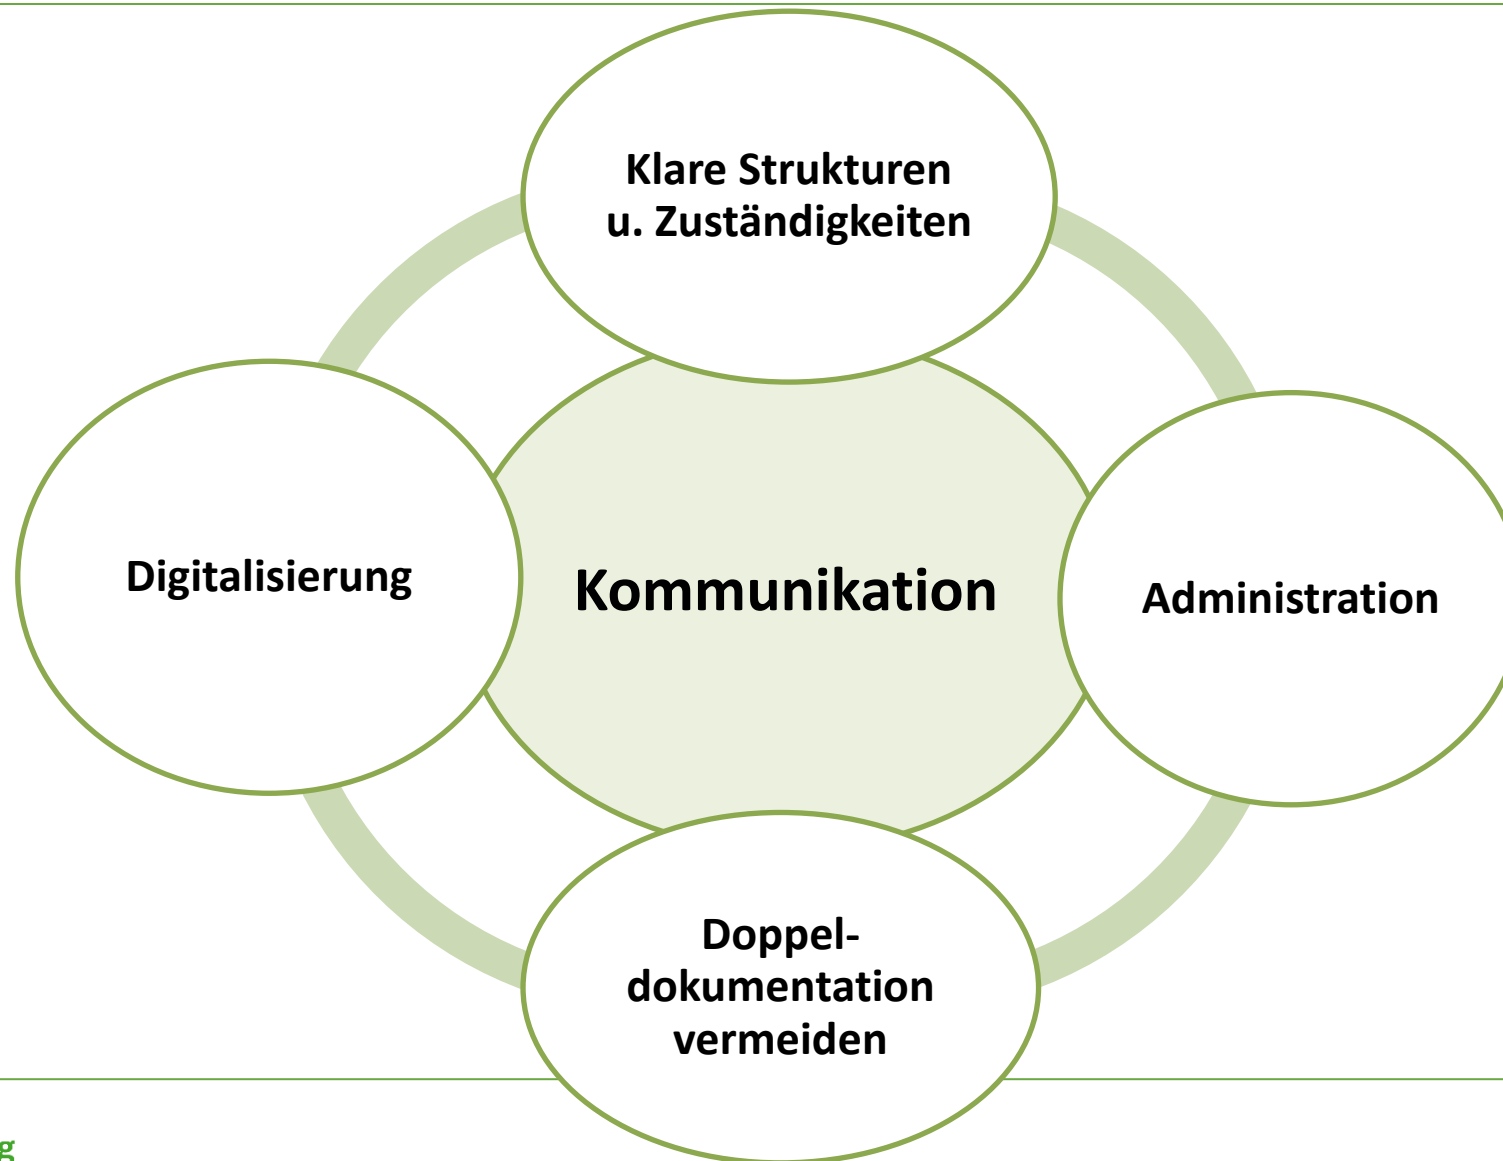 Klare Strukturen
u. Zuständigkeiten
Digitalisierung
Kommunikation
Administration
Doppel-
dokumentation
vermeiden